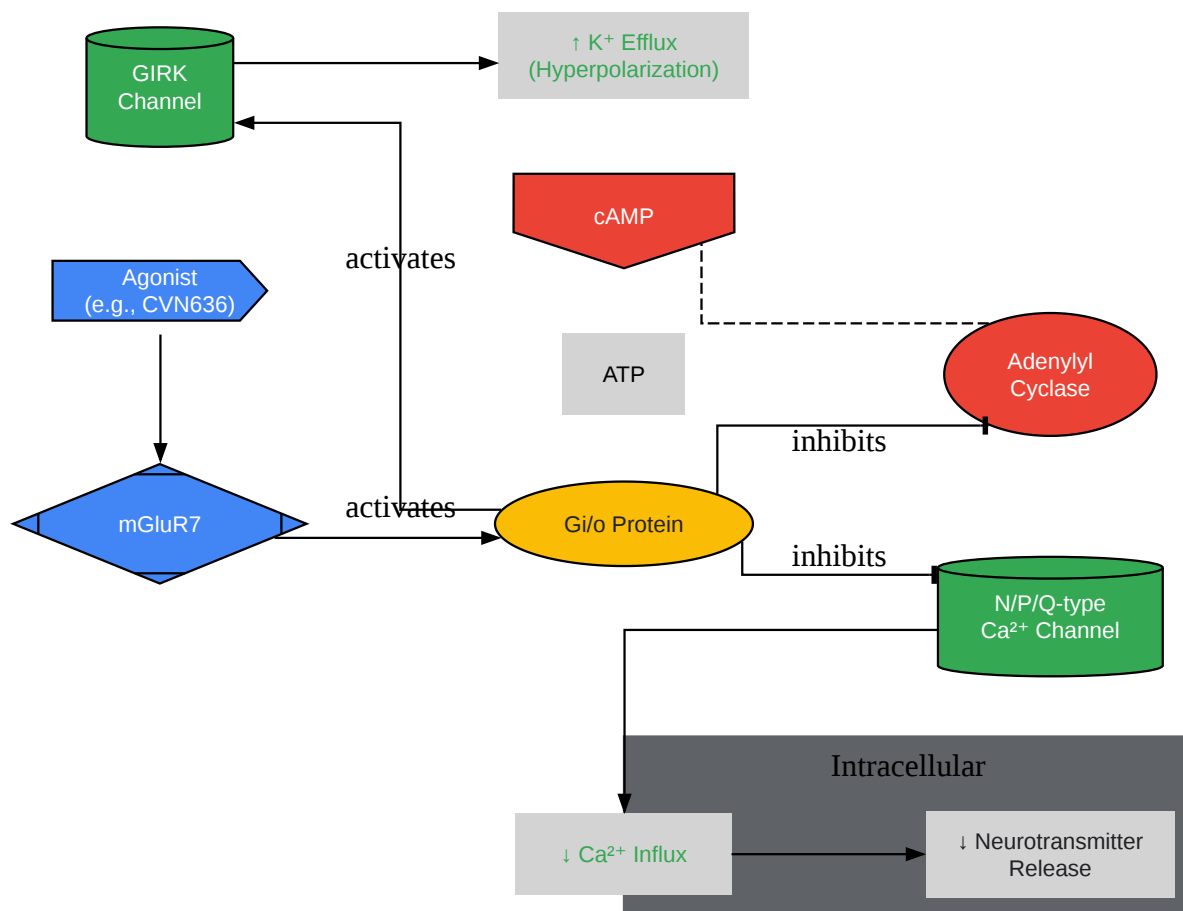 ↑ K⁺ Efflux
(Hyperpolarization)
GIRK
Channel
cAMP
activates
Agonist
(e.g., CVN636)
ATP
Adenylyl
Cyclase
inhibits
activates
mGluR7
Gi/o Protein
inhibits
N/P/Q-type
Ca²⁺ Channel
Intracellular
↓ Ca²⁺ Influx
↓ Neurotransmitter
Release